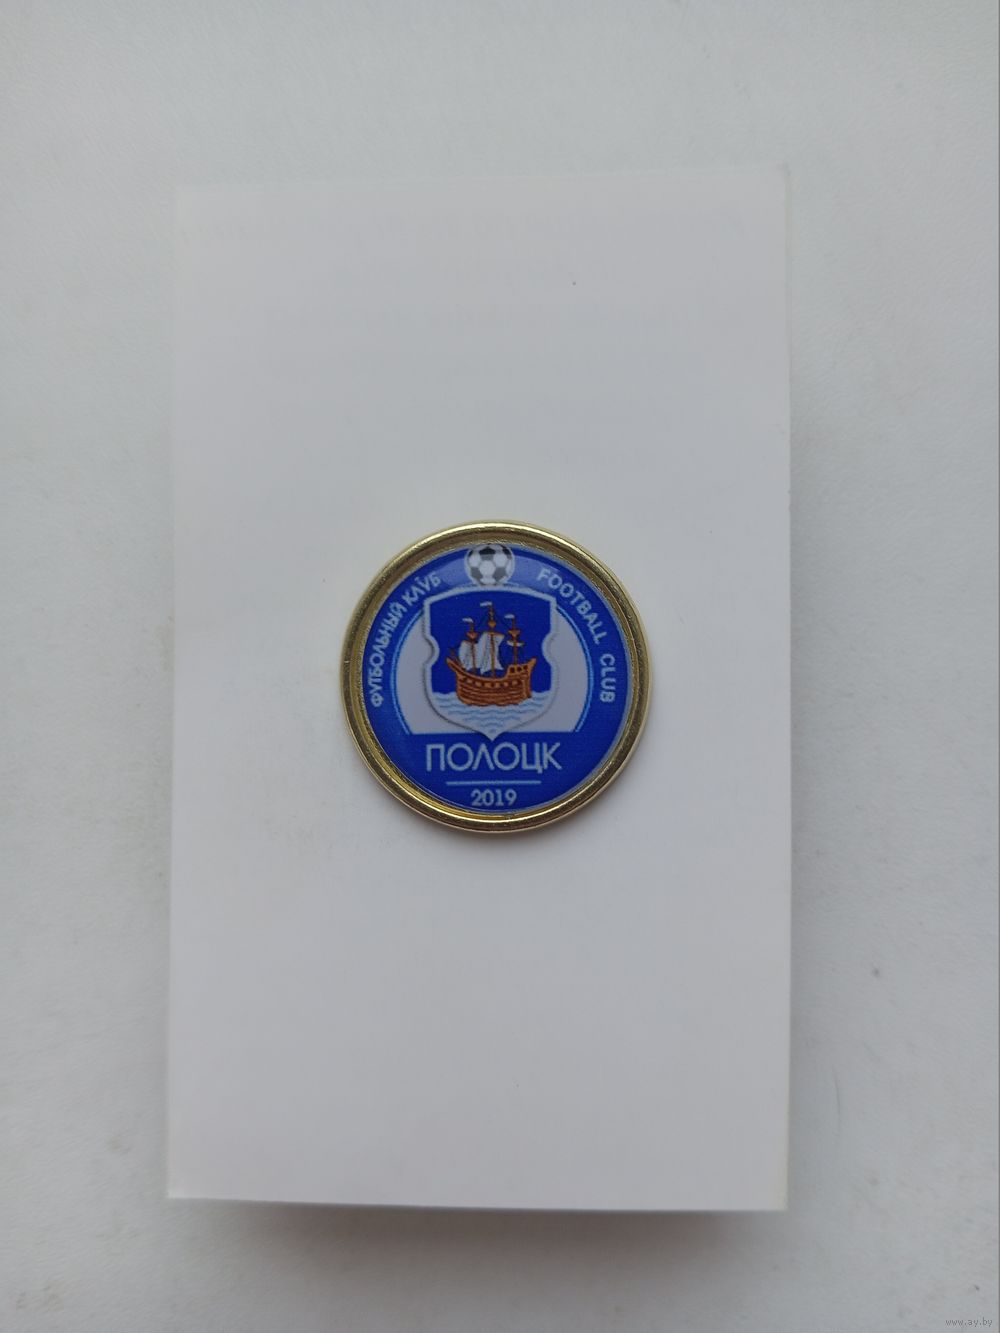 ФУТБОЛЬНЫЙ КЛУБ
FOOTBALL CLUB
ПОЛОЦК
2019
www.ay.by